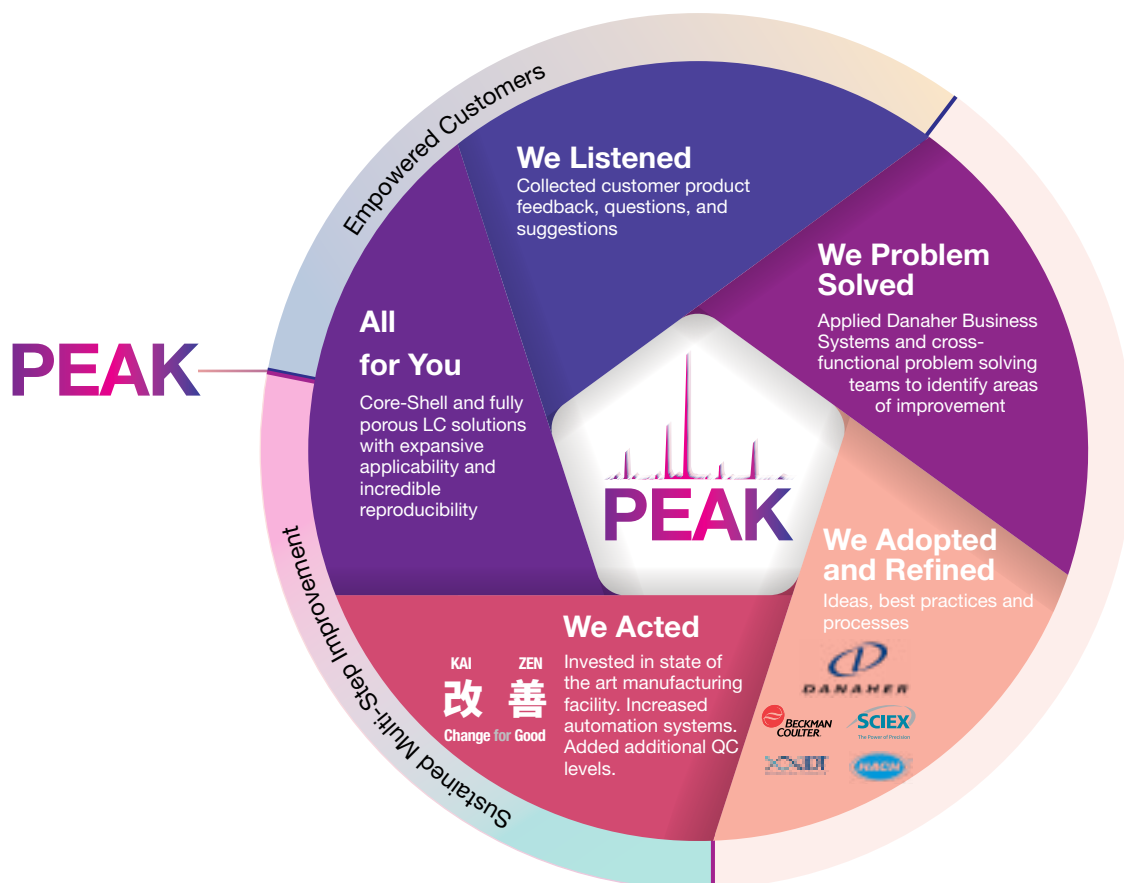 Empowered Customers
We Listened
Collected customer product
feedback, questions, and
suggestions
We Problem
Solved
Applied Danaher Business
Systems and cross-
functional problem solving
teams to identify areas
of improvement
All
for You
Core-Shell and fully
porous LC solutions
with expansive
applicability and
incredible
reproducibility
PEAK
PEAK
We Adopted
and Refined
Ideas, best practices and
processes
DANAHER
BECKMAN
COULTER
SCIEX
The Power of Precision
IDT
HACH
We Acted
Invested in state of
the art manufacturing
facility. Increased
automation systems.
Added additional QC
levels.
KAI ZEN
改 善
Change for Good
Sustained Multi-Step Improvement